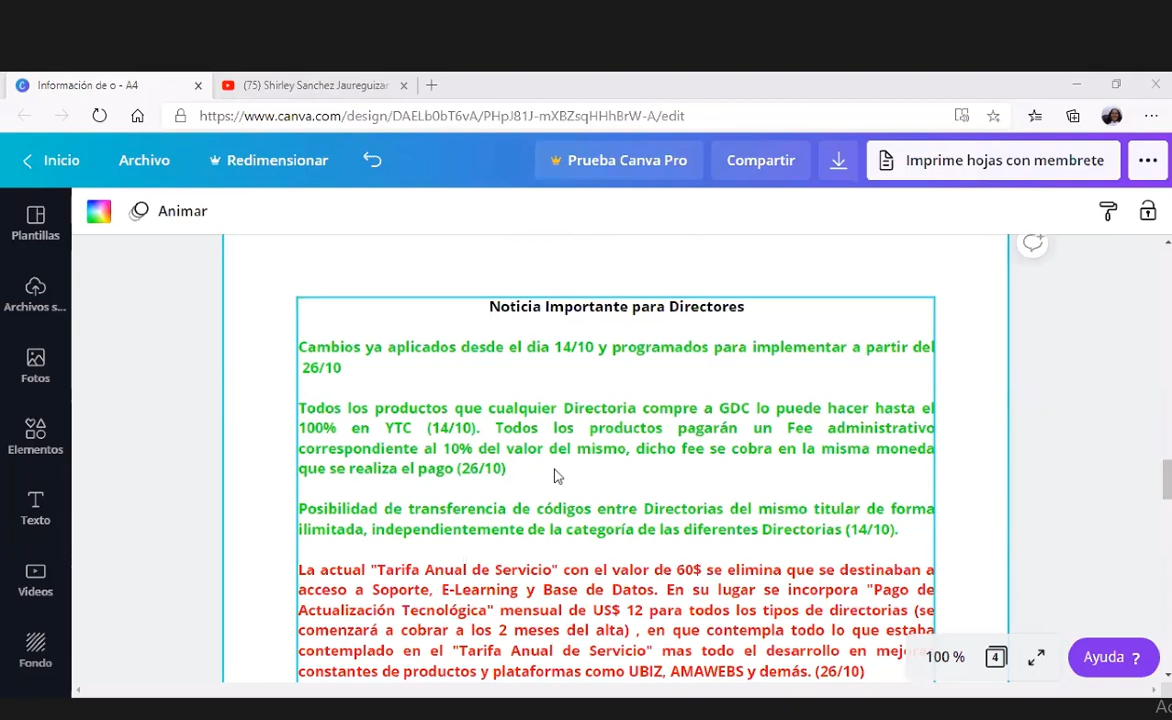 Información de o - A4
(75) Shirley Sanchez Jaureguizar
https://www.canva.com/design/DAELb0bT6vA/PHpJ81J-mXBZsqHHhBrW-A/edit
Inicio
Archivo
Redimensionar
Prueba Canva Pro
Compartir
Imprime hojas con membrete
Plantillas
Animar
Archivos s...
Fotos
Elementos
Texto
Videos
Fondo
Noticia Importante para Directores
Cambios ya aplicados desde el dia 14/10 y programados para implementar a partir del
26/10
Todos los productos que cualquier Directoria compre a GDC lo puede hacer hasta el
100% en YTC (14/10). Todos los productos pagarán un Fee administrativo
correspondiente al 10% del valor del mismo, dicho fee se cobra en la misma moneda
que se realiza el pago (26/10)
Posibilidad de transferencia de códigos entre Directorias del mismo titular de forma
ilimitada, independientemente de la categoría de las diferentes Directorias (14/10).
La actual "Tarifa Anual de Servicio" con el valor de 60$ se elimina que se destinaban a
acceso a Soporte, E-Learning y Base de Datos. En su lugar se incorpora "Pago de
Actualización Tecnológica" mensual de US$ 12 para todos los tipos de directorias (se
comenzará a cobrar a los 2 meses del alta) , en que contempla todo lo que estaba
contemplado en el "Tarifa Anual de Servicio" mas todo el desarrollo en
constantes de productos y plataformas como UBIZ, AMAWEBS y demás. (26/10)
100 %
4
Ayuda ?